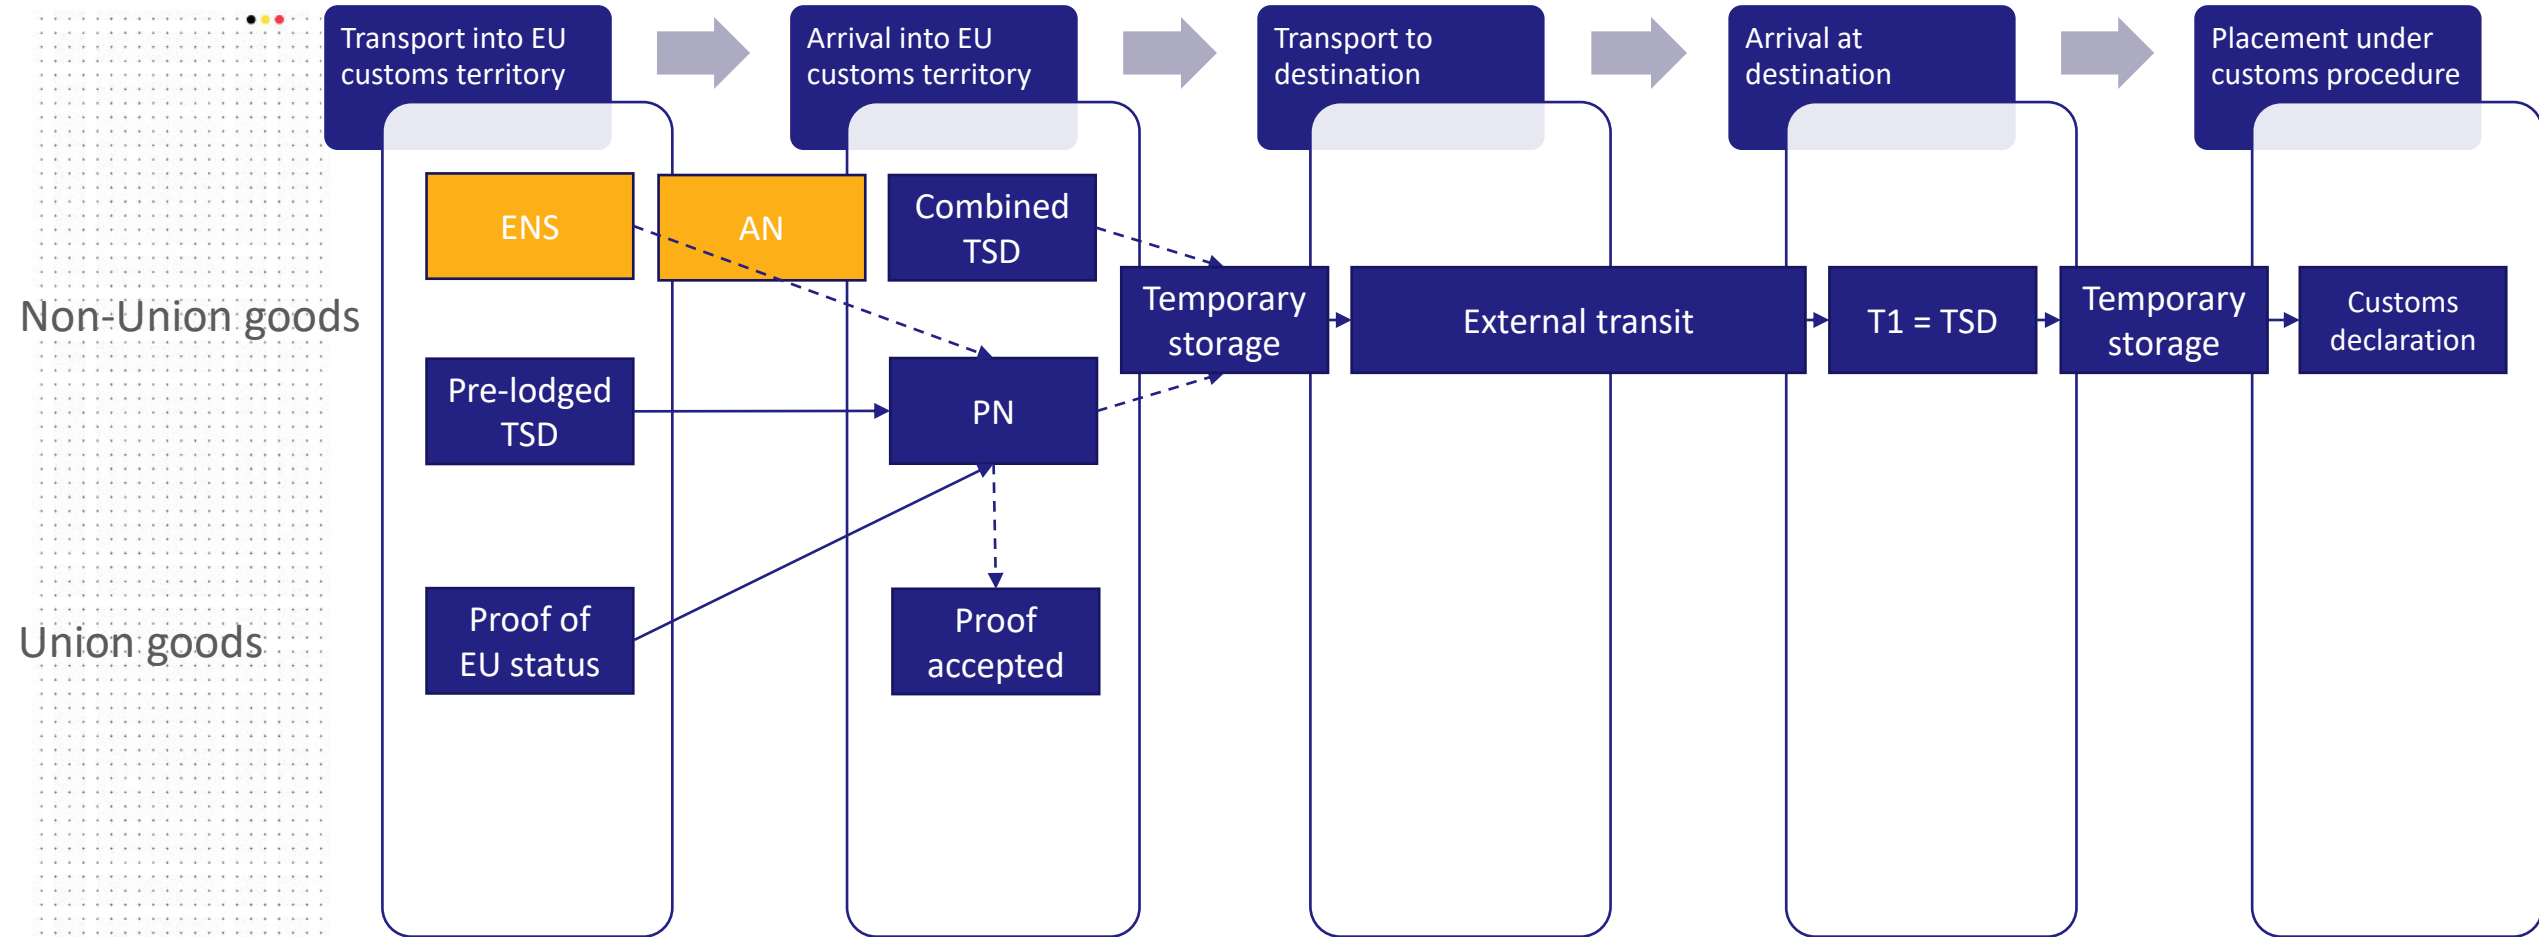 Transport into EU
customs territory
Arrival into EU
customs territory
Transport to
destination
Arrival at
destination
Placement under
customs procedure
ENS
AN
Combined
TSD
Non-Union goods
Temporary
storage
External transit
T1 = TSD
Temporary
storage
Customs
declaration
Pre-lodged
TSD
PN
Union goods
Proof of
EU status
Proof
accepted